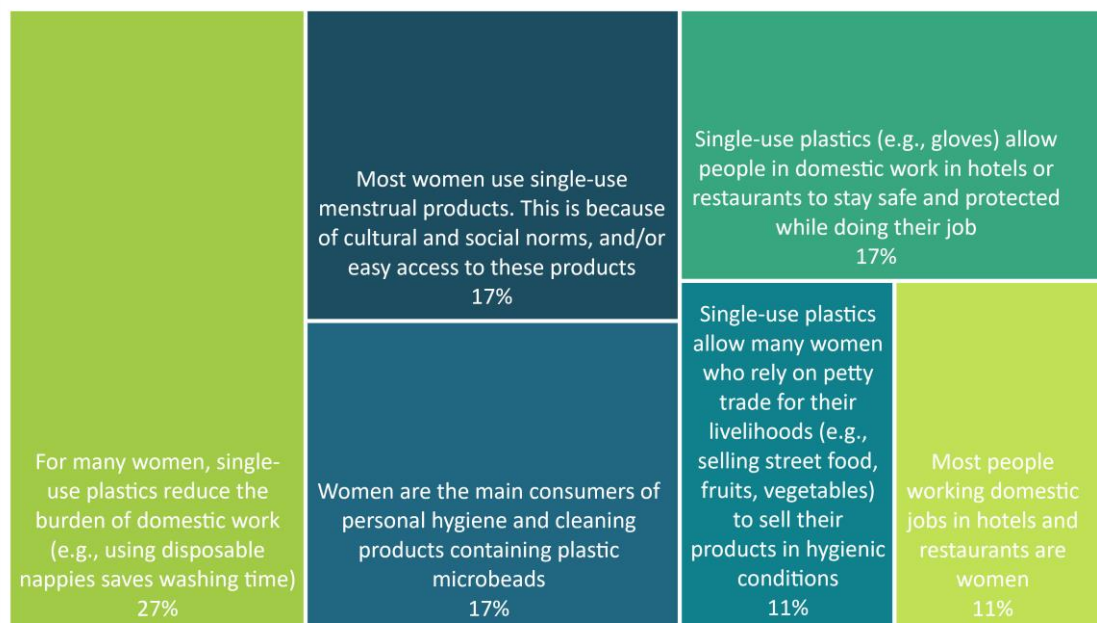 For many women, single-
use plastics reduce the
burden of domestic work
(e.g., using disposable
nappies saves washing time)
27%
Most women use single-use
menstrual products. This is because
of cultural and social norms, and/or
easy access to these products
17%
Women are the main consumers of
personal hygiene and cleaning
products containing plastic
microbeads
17%
Single-use plastics (e.g., gloves) allow
people in domestic work in hotels or
restaurants to stay safe and protected
while doing their job
17%
Single-use plastics
allow many women
who rely on petty
trade for their
livelihoods (e.g.,
selling street food,
fruits, vegetables)
to sell their
products in hygienic
conditions
11%
Most people
working domestic
jobs in hotels and
restaurants are
women
11%